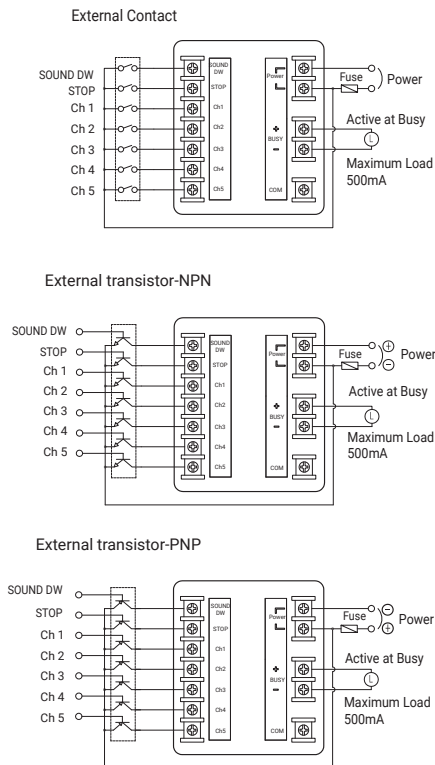 External Contact
SOUND DW
STOP
Ch 1
Ch 2
Ch 3
Ch 4
Ch 5
SOUND
DW
STOP
Ch1
Ch2
Ch3
Ch4
Ch5
Power
+
BUSY
−
COM
Fuse
Power
Active at Busy
L
Maximum Load
500mA
External transistor-NPN
SOUND DW
STOP
Ch 1
Ch 2
Ch 3
Ch 4
Ch 5
SOUND
DW
STOP
Ch1
Ch2
Ch3
Ch4
Ch5
Power
+
BUSY
−
COM
Fuse
+
−
Power
Active at Busy
L
Maximum Load
500mA
External transistor-PNP
SOUND DW
STOP
Ch 1
Ch 2
Ch 3
Ch 4
Ch 5
SOUND
DW
STOP
Ch1
Ch2
Ch3
Ch4
Ch5
Power
+
BUSY
−
COM
Fuse
−
+
Power
Active at Busy
L
Maximum Load
500mA